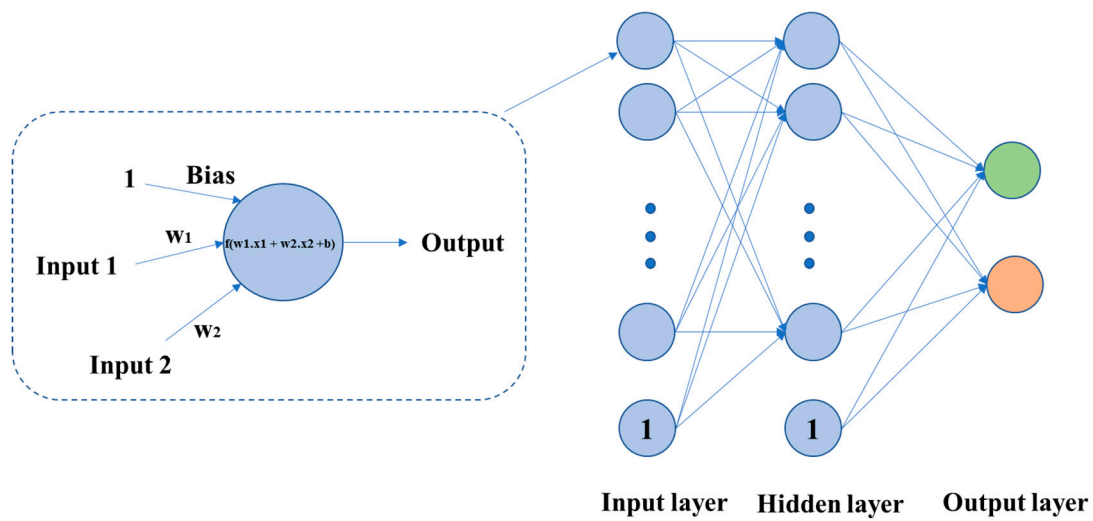 1
Bias
w1
f(w1.x1 + w2.x2 +b)
Output
Input 1
w2
Input 2
1
1
Input layer
Hidden layer
Output layer